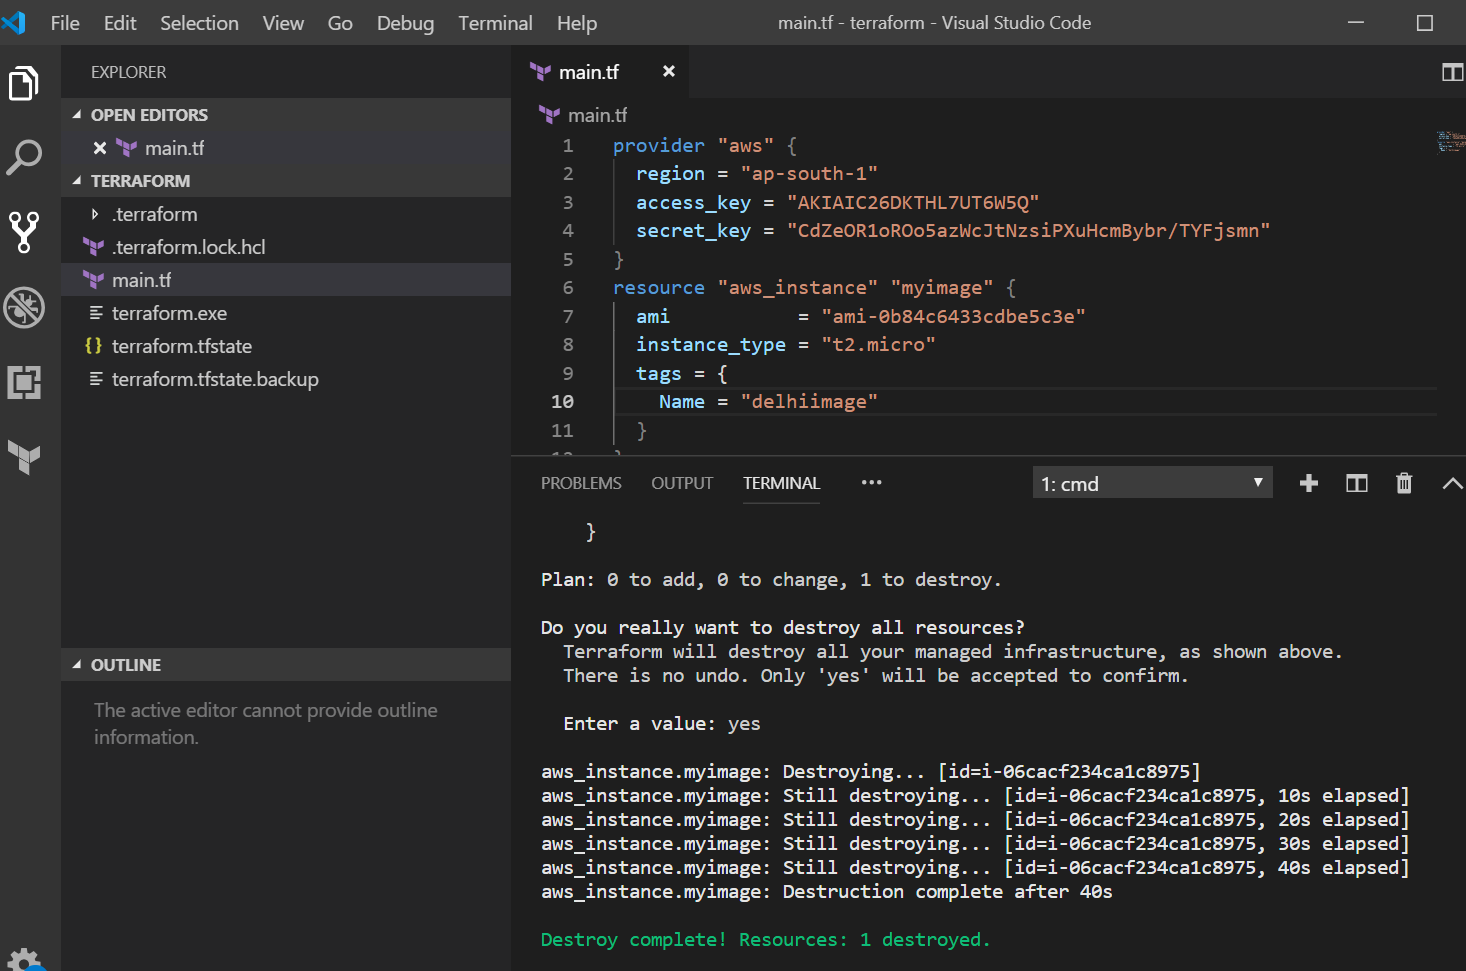 File Edit Selection View Go Debug Terminal Help
main.tf - terraform - Visual Studio Code
EXPLORER
OPEN EDITORS
main.tf
TERRAFORM
.terraform
.terraform.lock.hcl
main.tf
terraform.exe
terraform.tfstate
terraform.tfstate.backup
OUTLINE
The active editor cannot provide outline
information.
main.tf
main.tf
1 provider "aws" {
2 region = "ap-south-1"
3 access_key = "AKIAIC26DKTHL7UT6W5Q"
4 secret_key = "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"
5 }
6 resource "aws_instance" "myimage" {
7 ami = "ami-0b84c6433cdbe5c3e"
8 instance_type = "t2.micro"
9 tags = {
10 Name = "delhiimage"
11 }
PROBLEMS OUTPUT TERMINAL ••• 1: cmd
}
Plan: 0 to add, 0 to change, 1 to destroy.
Do you really want to destroy all resources?
Terraform will destroy all your managed infrastructure, as shown above.
There is no undo. Only 'yes' will be accepted to confirm.
Enter a value: yes
aws_instance.myimage: Destroying... [id=i-06cacf234ca1c8975]
aws_instance.myimage: Still destroying... [id=i-06cacf234ca1c8975, 10s elapsed]
aws_instance.myimage: Still destroying... [id=i-06cacf234ca1c8975, 20s elapsed]
aws_instance.myimage: Still destroying... [id=i-06cacf234ca1c8975, 30s elapsed]
aws_instance.myimage: Still destroying... [id=i-06cacf234ca1c8975, 40s elapsed]
aws_instance.myimage: Destruction complete after 40s
Destroy complete! Resources: 1 destroyed.